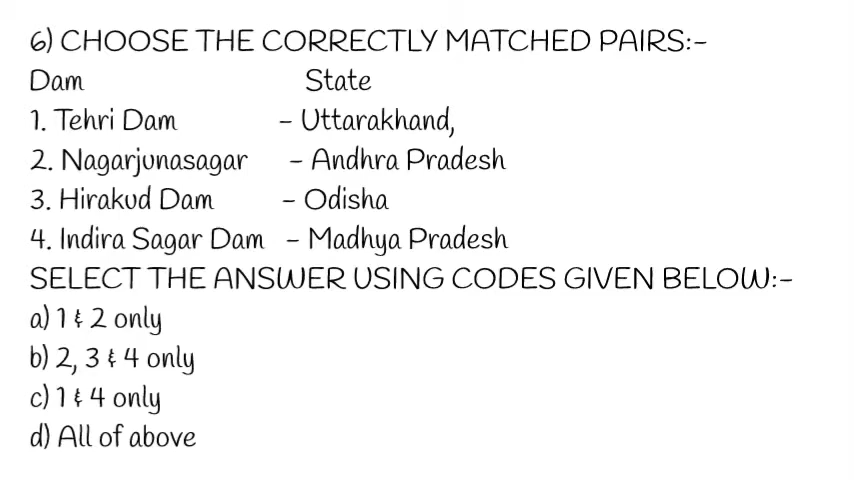 6) CHOOSE THE CORRECTLY MATCHED PAIRS:-
Dam State
1. Tehri Dam - Uttarakhand,
2. Nagarjunasagar - Andhra Pradesh
3. Hirakud Dam - Odisha
4. Indira Sagar Dam - Madhya Pradesh
SELECT THE ANSWER USING CODES GIVEN BELOW:-
a) 1 & 2 only
b) 2, 3 & 4 only
c) 1 & 4 only
d) All of above